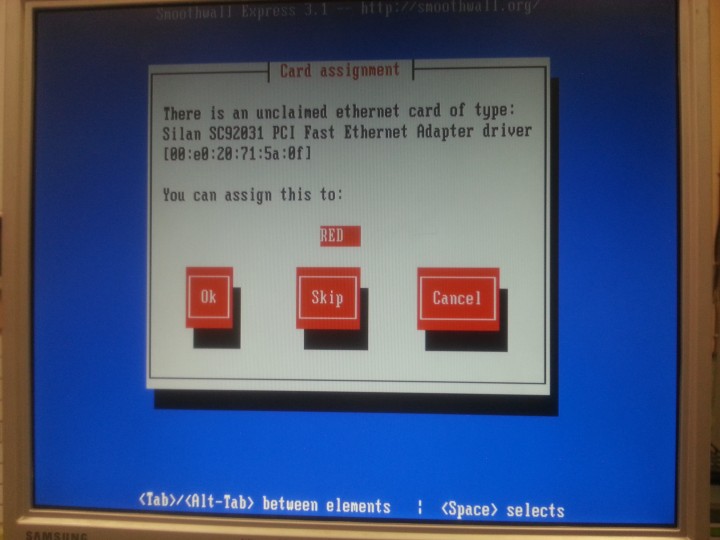 Smoothwall Express 3.1 -- http://smoothwall.org/
Card assignment
There is an unclaimed ethernet card of type:
Silan SC92031 PCI Fast Ethernet Adapter driver
[00:e0:20:71:5a:0f]
You can assign this to:
RED
Ok Skip Cancel
<Tab>/<Alt-Tab> between elements ¦ <Space> selects
SAMSUNG